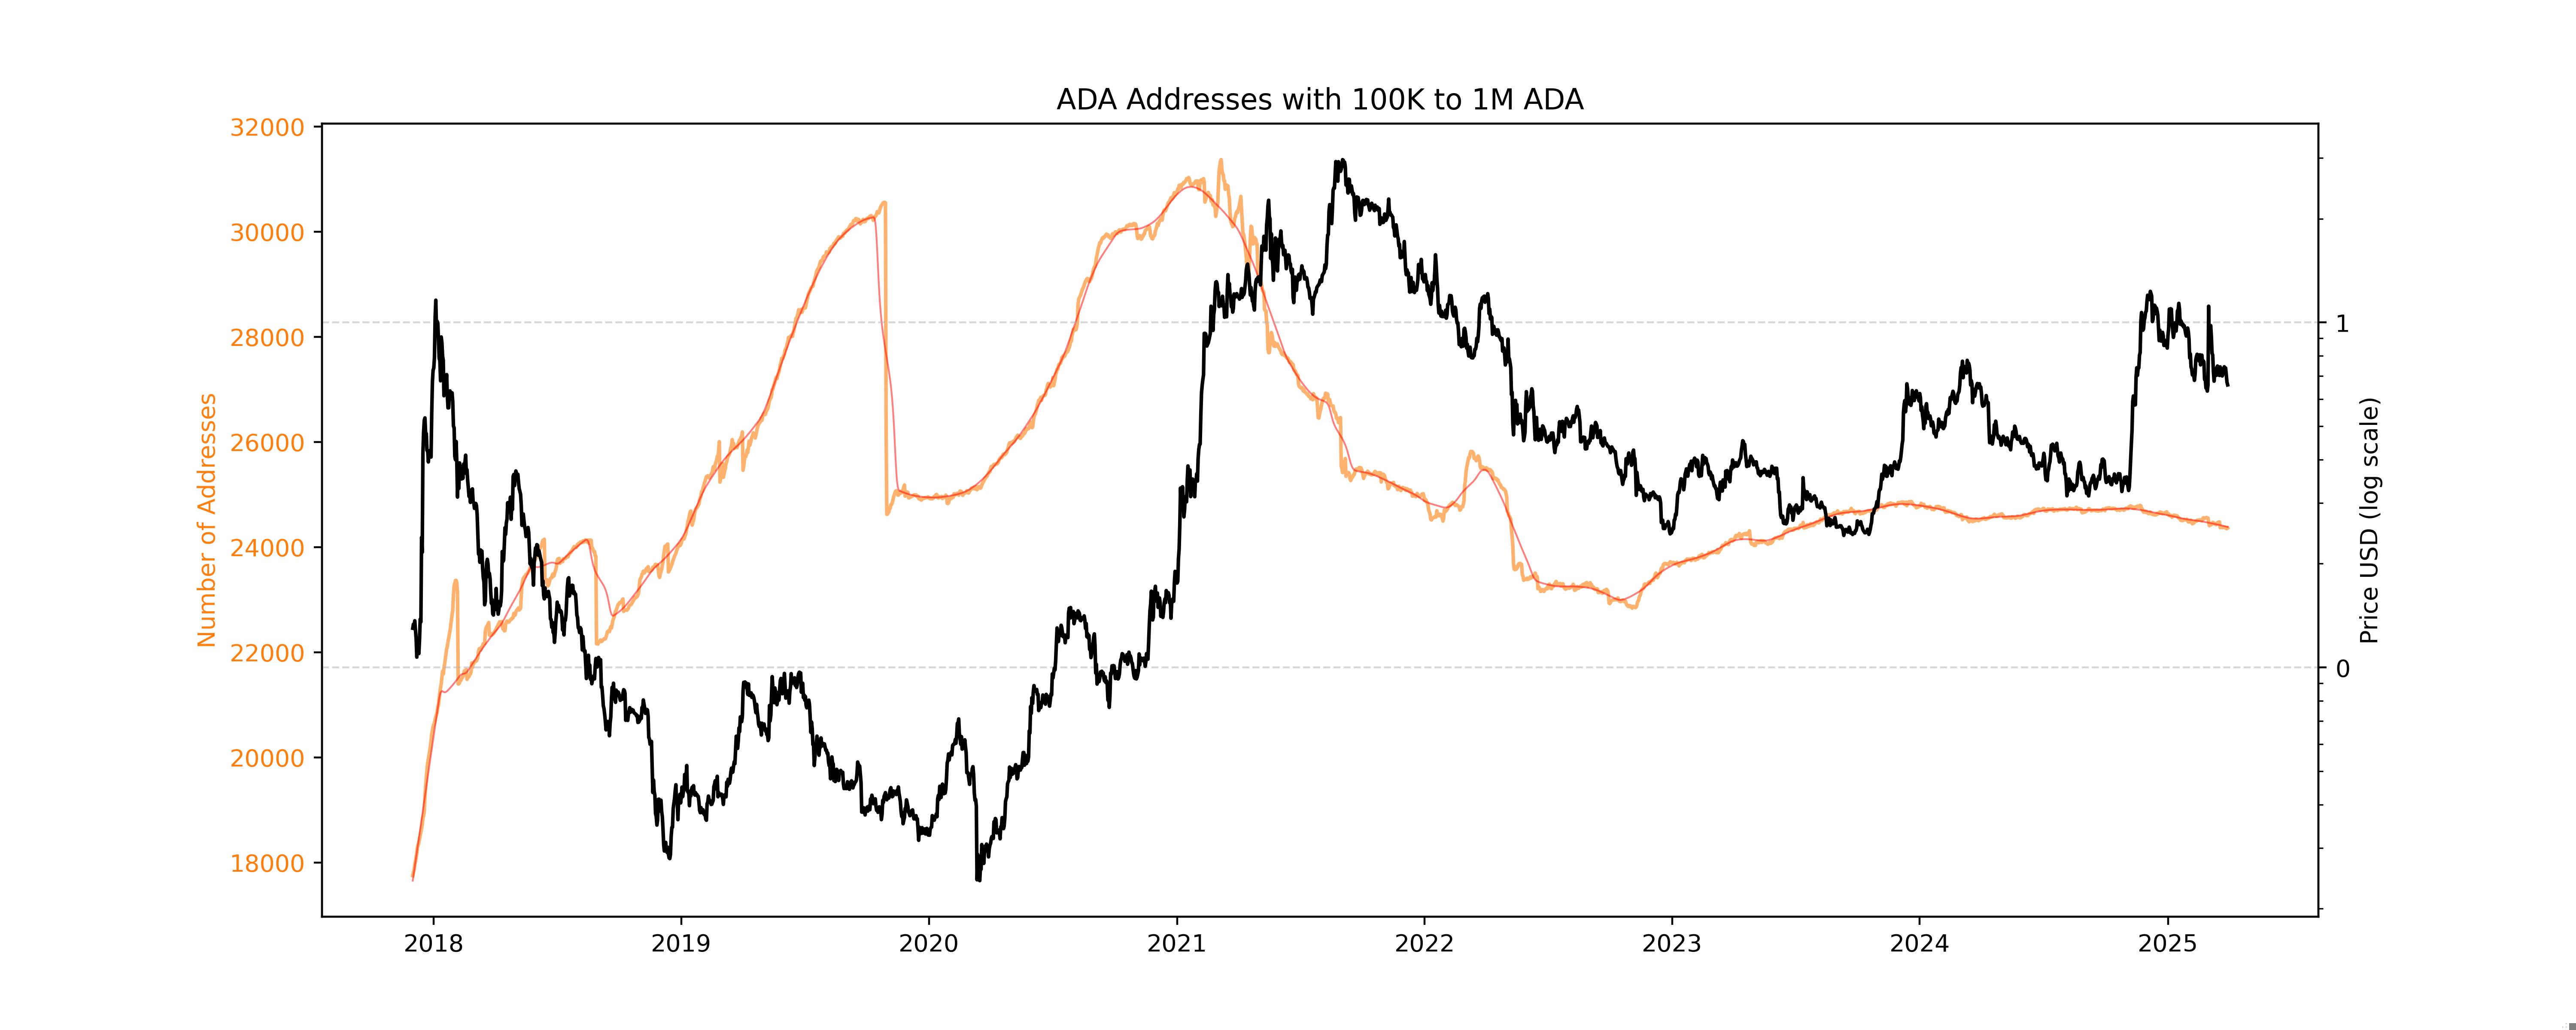 ADA Addresses with 100K to 1M ADA
Number of Addresses
32000
30000
28000
26000
24000
22000
20000
18000
1
0
Price USD (log scale)
2018 2019 2020 2021 2022 2023 2024 2025